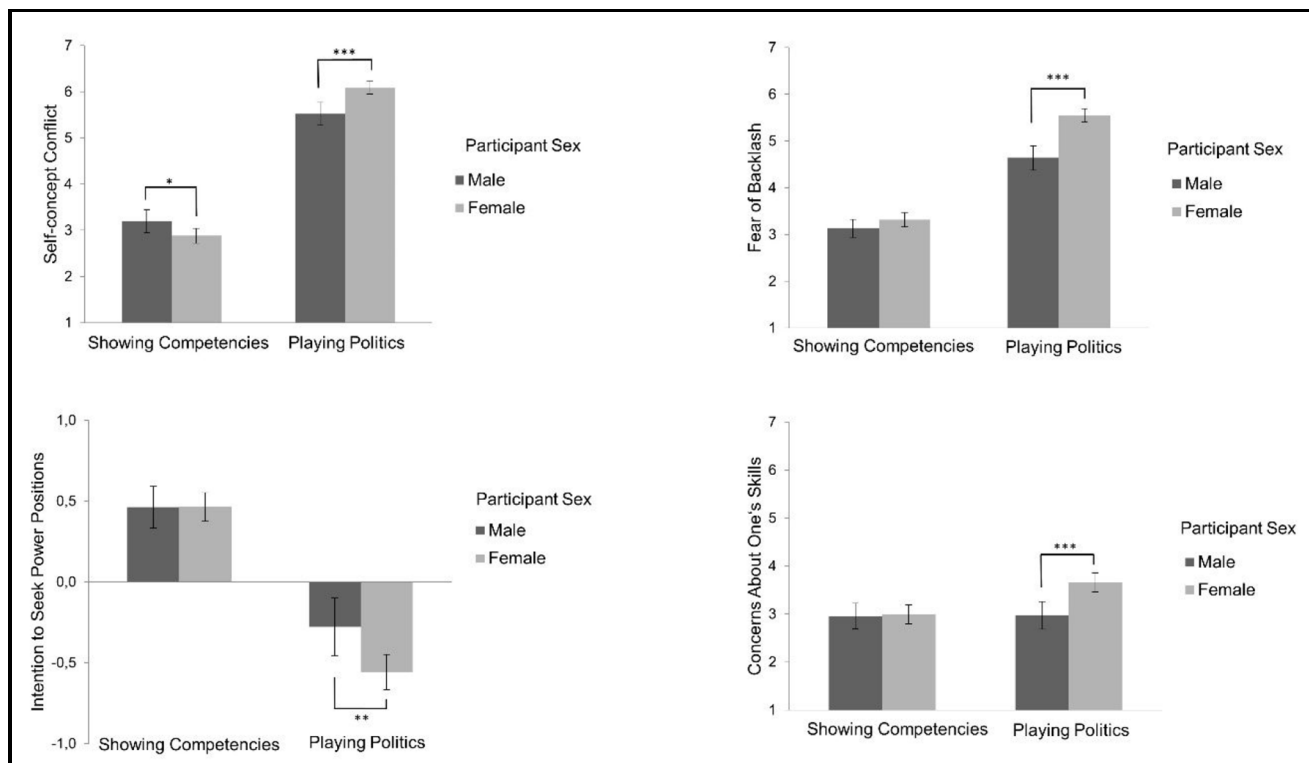 7
6
5
4
3
2
1
Self-concept Conflict
*
***
Showing Competencies
Playing Politics
Participant Sex
Male
Female
7
6
5
4
3
2
1
Fear of Backlash
***
Showing Competencies
Playing Politics
Participant Sex
Male
Female
1,0
0,5
0,0
-0,5
-1,0
Intention to Seek Power Positions
**
Showing Competencies
Playing Politics
Participant Sex
Male
Female
7
6
5
4
3
2
1
Concerns About One's Skills
***
Showing Competencies
Playing Politics
Participant Sex
Male
Female